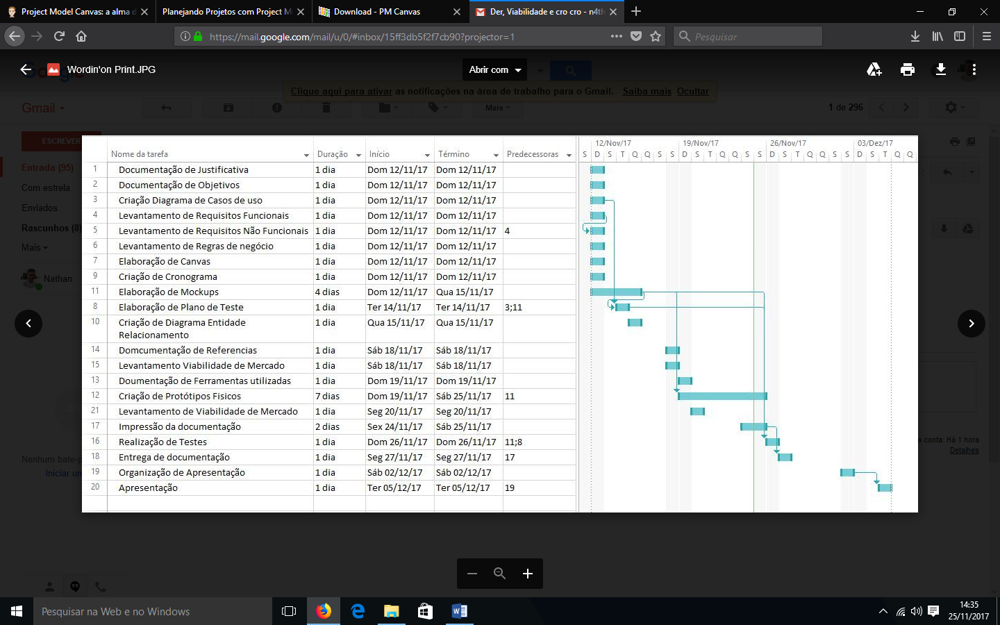 Project Model Canvas: a alma d
Planejando Projetos com Project M
Download - PM Canvas
Der, Viabilidade e cro cro - n4th
https://mail.google.com/mail/u/0/#inbox/15ff3db5f2f7cb90?projector=1
Pesquisar
Wordin'on Print.JPG
Abrir com
Clique aqui para ativar as notificações na área de trabalho para o Gmail. Saiba mais Ocultar
Gmail
Mais
1 de 296
ESCREVER
Entrada (95)
Com estrela
Enviados
Rascunhos (8)
Mais
Nathan
Nenhum bate-p
Iniciar un
a conta: Há 1 hora
Detalhes
12/Nov/17 19/Nov/17 26/Nov/17 03/Dez/17
Nome da tarefa Duração Início Término Predecessoras S D S T Q Q S S D S T Q Q S S D S T Q Q S S D S T Q Q
1 Documentação de Justificativa 1 dia Dom 12/11/17 Dom 12/11/17
2 Documentação de Objetivos 1 dia Dom 12/11/17 Dom 12/11/17
3 Criação Diagrama de Casos de uso 1 dia Dom 12/11/17 Dom 12/11/17
4 Levantamento de Requisitos Funcionais 1 dia Dom 12/11/17 Dom 12/11/17
5 Levantamento de Requisitos Não Funcionais 1 dia Dom 12/11/17 Dom 12/11/17 4
6 Levantamento de Regras de negócio 1 dia Dom 12/11/17 Dom 12/11/17
7 Elaboração de Canvas 1 dia Dom 12/11/17 Dom 12/11/17
9 Criação de Cronograma 1 dia Dom 12/11/17 Dom 12/11/17
11 Elaboração de Mockups 4 dias Dom 12/11/17 Qua 15/11/17
8 Elaboração de Plano de Teste 1 dia Ter 14/11/17 Ter 14/11/17 3;11
10 Criação de Diagrama Entidade 1 dia Qua 15/11/17 Qua 15/11/17
Relacionamento
14 Domcumentação de Referencias 1 dia Sáb 18/11/17 Sáb 18/11/17
15 Levantamento Viabilidade de Mercado 1 dia Sáb 18/11/17 Sáb 18/11/17
13 Doumentação de Ferramentas utilizadas 1 dia Dom 19/11/17 Dom 19/11/17
12 Criação de Protótipos Fisicos 7 dias Dom 19/11/17 Sáb 25/11/17 11
21 Levantamento de Viabilidade de Mercado 1 dia Seg 20/11/17 Seg 20/11/17
17 Impressão da documentação 2 dias Sex 24/11/17 Sáb 25/11/17
16 Realização de Testes 1 dia Dom 26/11/17 Dom 26/11/17 11;8
18 Entrega de documentação 1 dia Seg 27/11/17 Seg 27/11/17 17
19 Organização de Apresentação 1 dia Sáb 02/12/17 Sáb 02/12/17
20 Apresentação 1 dia Ter 05/12/17 Ter 05/12/17 19
Pesquisar na Web e no Windows
14:35
25/11/2017